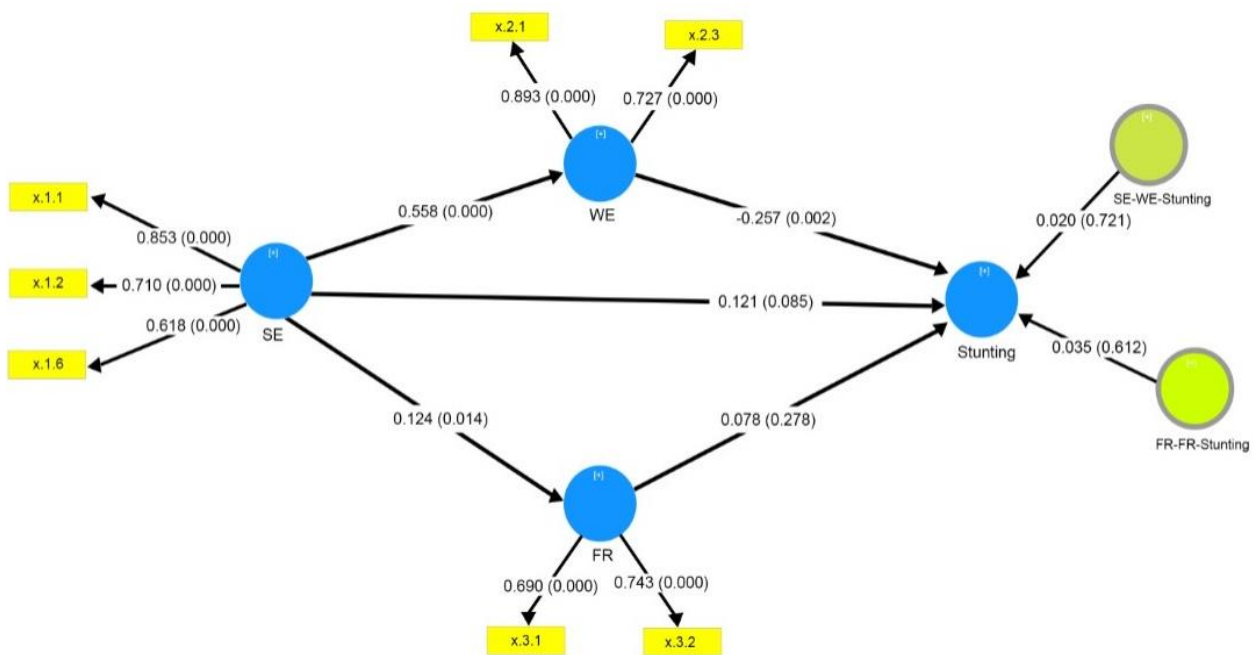 x.2.1
x.2.3
0.893 (0.000)
0.727 (0.000)
[+]
WE
[+]
SE-WE-Stunting
0.020 (0.721)
x.1.1
0.853 (0.000)
0.558 (0.000)
-0.257 (0.002)
x.1.2
0.710 (0.000)
[+]
SE
0.121 (0.085)
[+]
Stunting
x.1.6
0.618 (0.000)
0.035 (0.612)
FR-FR-Stunting
0.124 (0.014)
0.078 (0.278)
[+]
FR
0.690 (0.000)
0.743 (0.000)
x.3.1
x.3.2